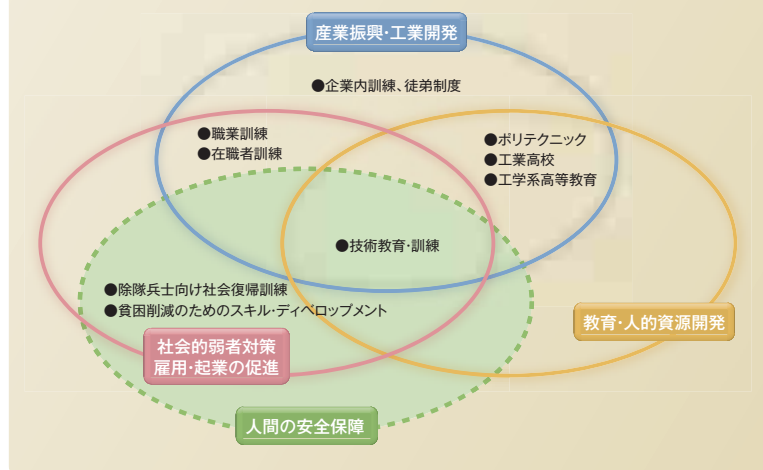 産業振興・工業開発
●企業内訓練、徒弟制度
●職業訓練
●在職者訓練
●ポリテクニック
●工業高校
●工学系高等教育
●技術教育・訓練
●除隊兵士向け社会復帰訓練
●貧困削減のためのスキル・ディベロップメント
教育・人的資源開発
社会的弱者対策
雇用・起業の促進
人間の安全保障